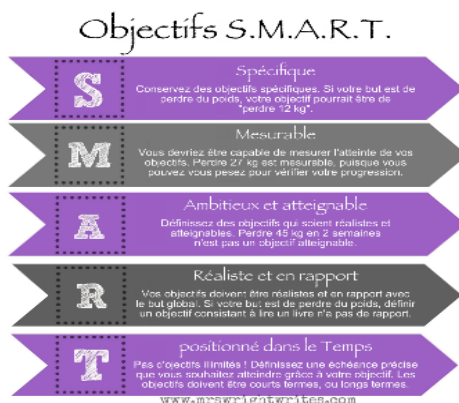 Objectifs S.M.A.R.T.
S
Spécifique
Conservez des objectifs spécifiques. Si votre but est de
perdre du poids, votre objectif pourrait être de
"perdre 12 kg".
M
Mesurable
Vous devriez être capable de mesurer l'atteinte de vos
objectifs. Perdre 27 kg est mesurable, puisque vous
pouvez vous pesez pour vérifier votre progression.
A
Ambitieux et atteignable
Définissez des objectifs qui soient réalistes et
atteignables. Perdre 45 kg en 2 semaines
n'est pas un objectif atteignable.
R
Réaliste et en rapport
Vos objectifs doivent être réalistes et en rapport avec
le but global. Si votre but est de perdre du poids, définir
un objectif consistant à lire un livre n'a pas de rapport.
T
positionné dans le Temps
Pas d'ojectifs illmités ! Définissez une échéance précise
que vous souhaitez atteindre grâce à votre objectif. Les
objectifs doivent être courts termes, ou longs termes.
www.mrswrightwrites.com